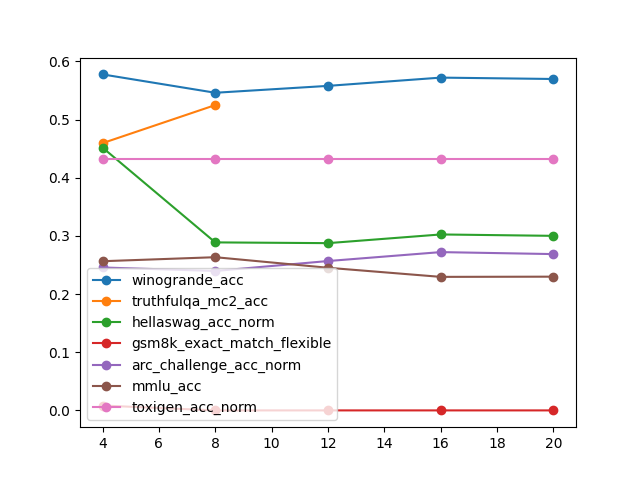 0.6
0.5
0.4
0.3
0.2
0.1
0.0
winogrande_acc
truthfulqa_mc2_acc
hellaswag_acc_norm
gsm8k_exact_match_flexible
arc_challenge_acc_norm
mmlu_acc
toxigen_acc_norm
4 6 8 10 12 14 16 18 20